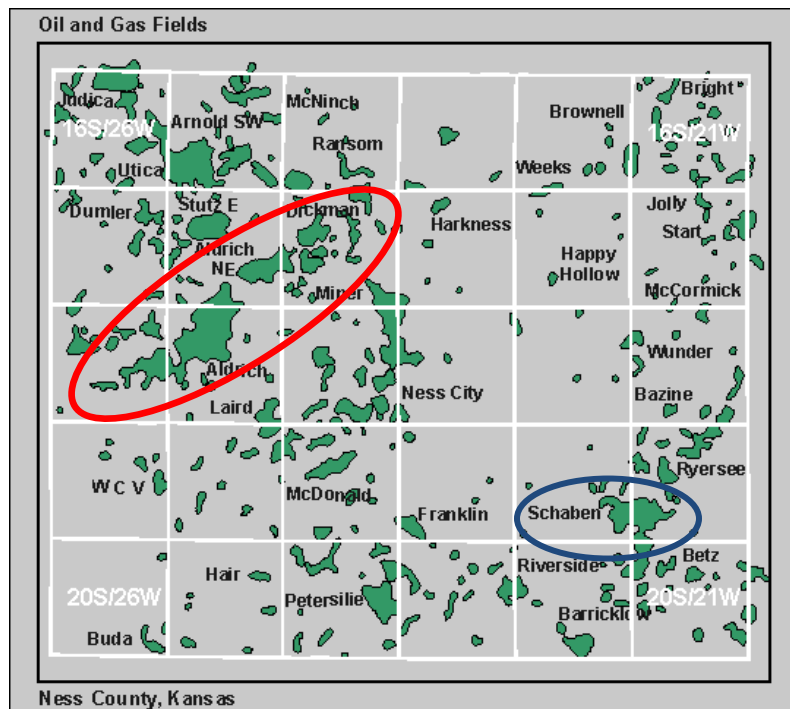 Oil and Gas Fields
Judica
McNinch
Bright
16S/26W
Arnold SW
Brownell
16S/21W
Ransom
Utica
Weeks
Dumler
Stutz E
Dickman
Harkness
Jolly
Start
Aldrich
NE
Happy
Hollow
Miner
McCormick
Wunder
Aldrich
Laird
Ness City
Bazine
Ryersee
W C V
McDonald
Franklin
Schaben
Hair
Riverside
Betz
20S/26W
Petersilie
20S/21W
Barricklow
Buda
Ness County, Kansas